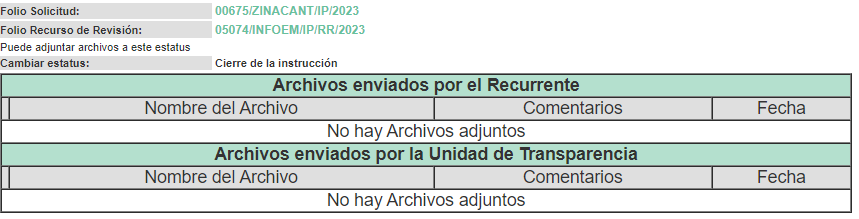 Folio Solicitud: 00675/ZINACANT/IP/2023
Folio Recurso de Revisión: 05074/INFOEM/IP/RR/2023
Puede adjuntar archivos a este estatus
Cambiar estatus: Cierre de la instrucción
Archivos enviados por el Recurrente
Nombre del Archivo Comentarios Fecha
No hay Archivos adjuntos
Archivos enviados por la Unidad de Transparencia
Nombre del Archivo Comentarios Fecha
No hay Archivos adjuntos